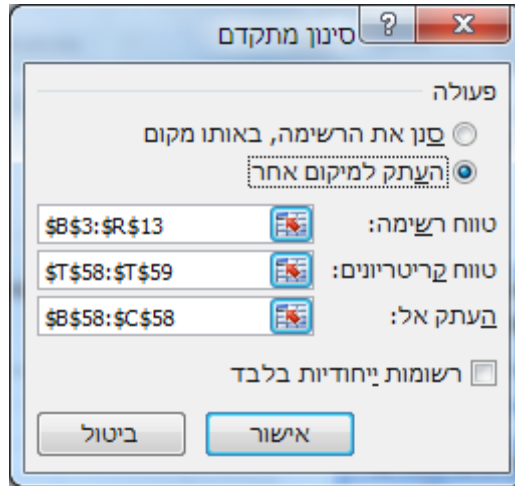 סינון מתקדם
פעולה
סנן את הרשימה, באותו מקום
העתק למיקום אחר
טווח רשימה: $B$3:$R$13
טווח קריטריונים: $T$58:$T$59
העתק אל: $B$58:$C$58
רשומות ייחודיות בלבד
אישור ביטול